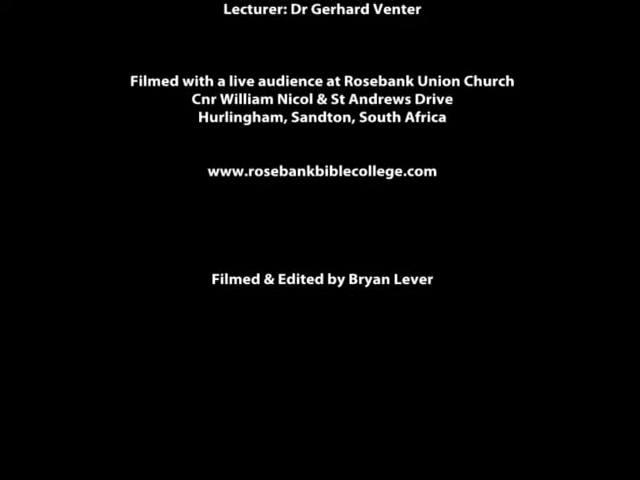 Lecturer: Dr Gerhard Venter
Filmed with a live audience at Rosebank Union Church
Cnr William Nicol & St Andrews Drive
Hurlingham, Sandton, South Africa
www.rosebankbiblecollege.com
Filmed & Edited by Bryan Lever